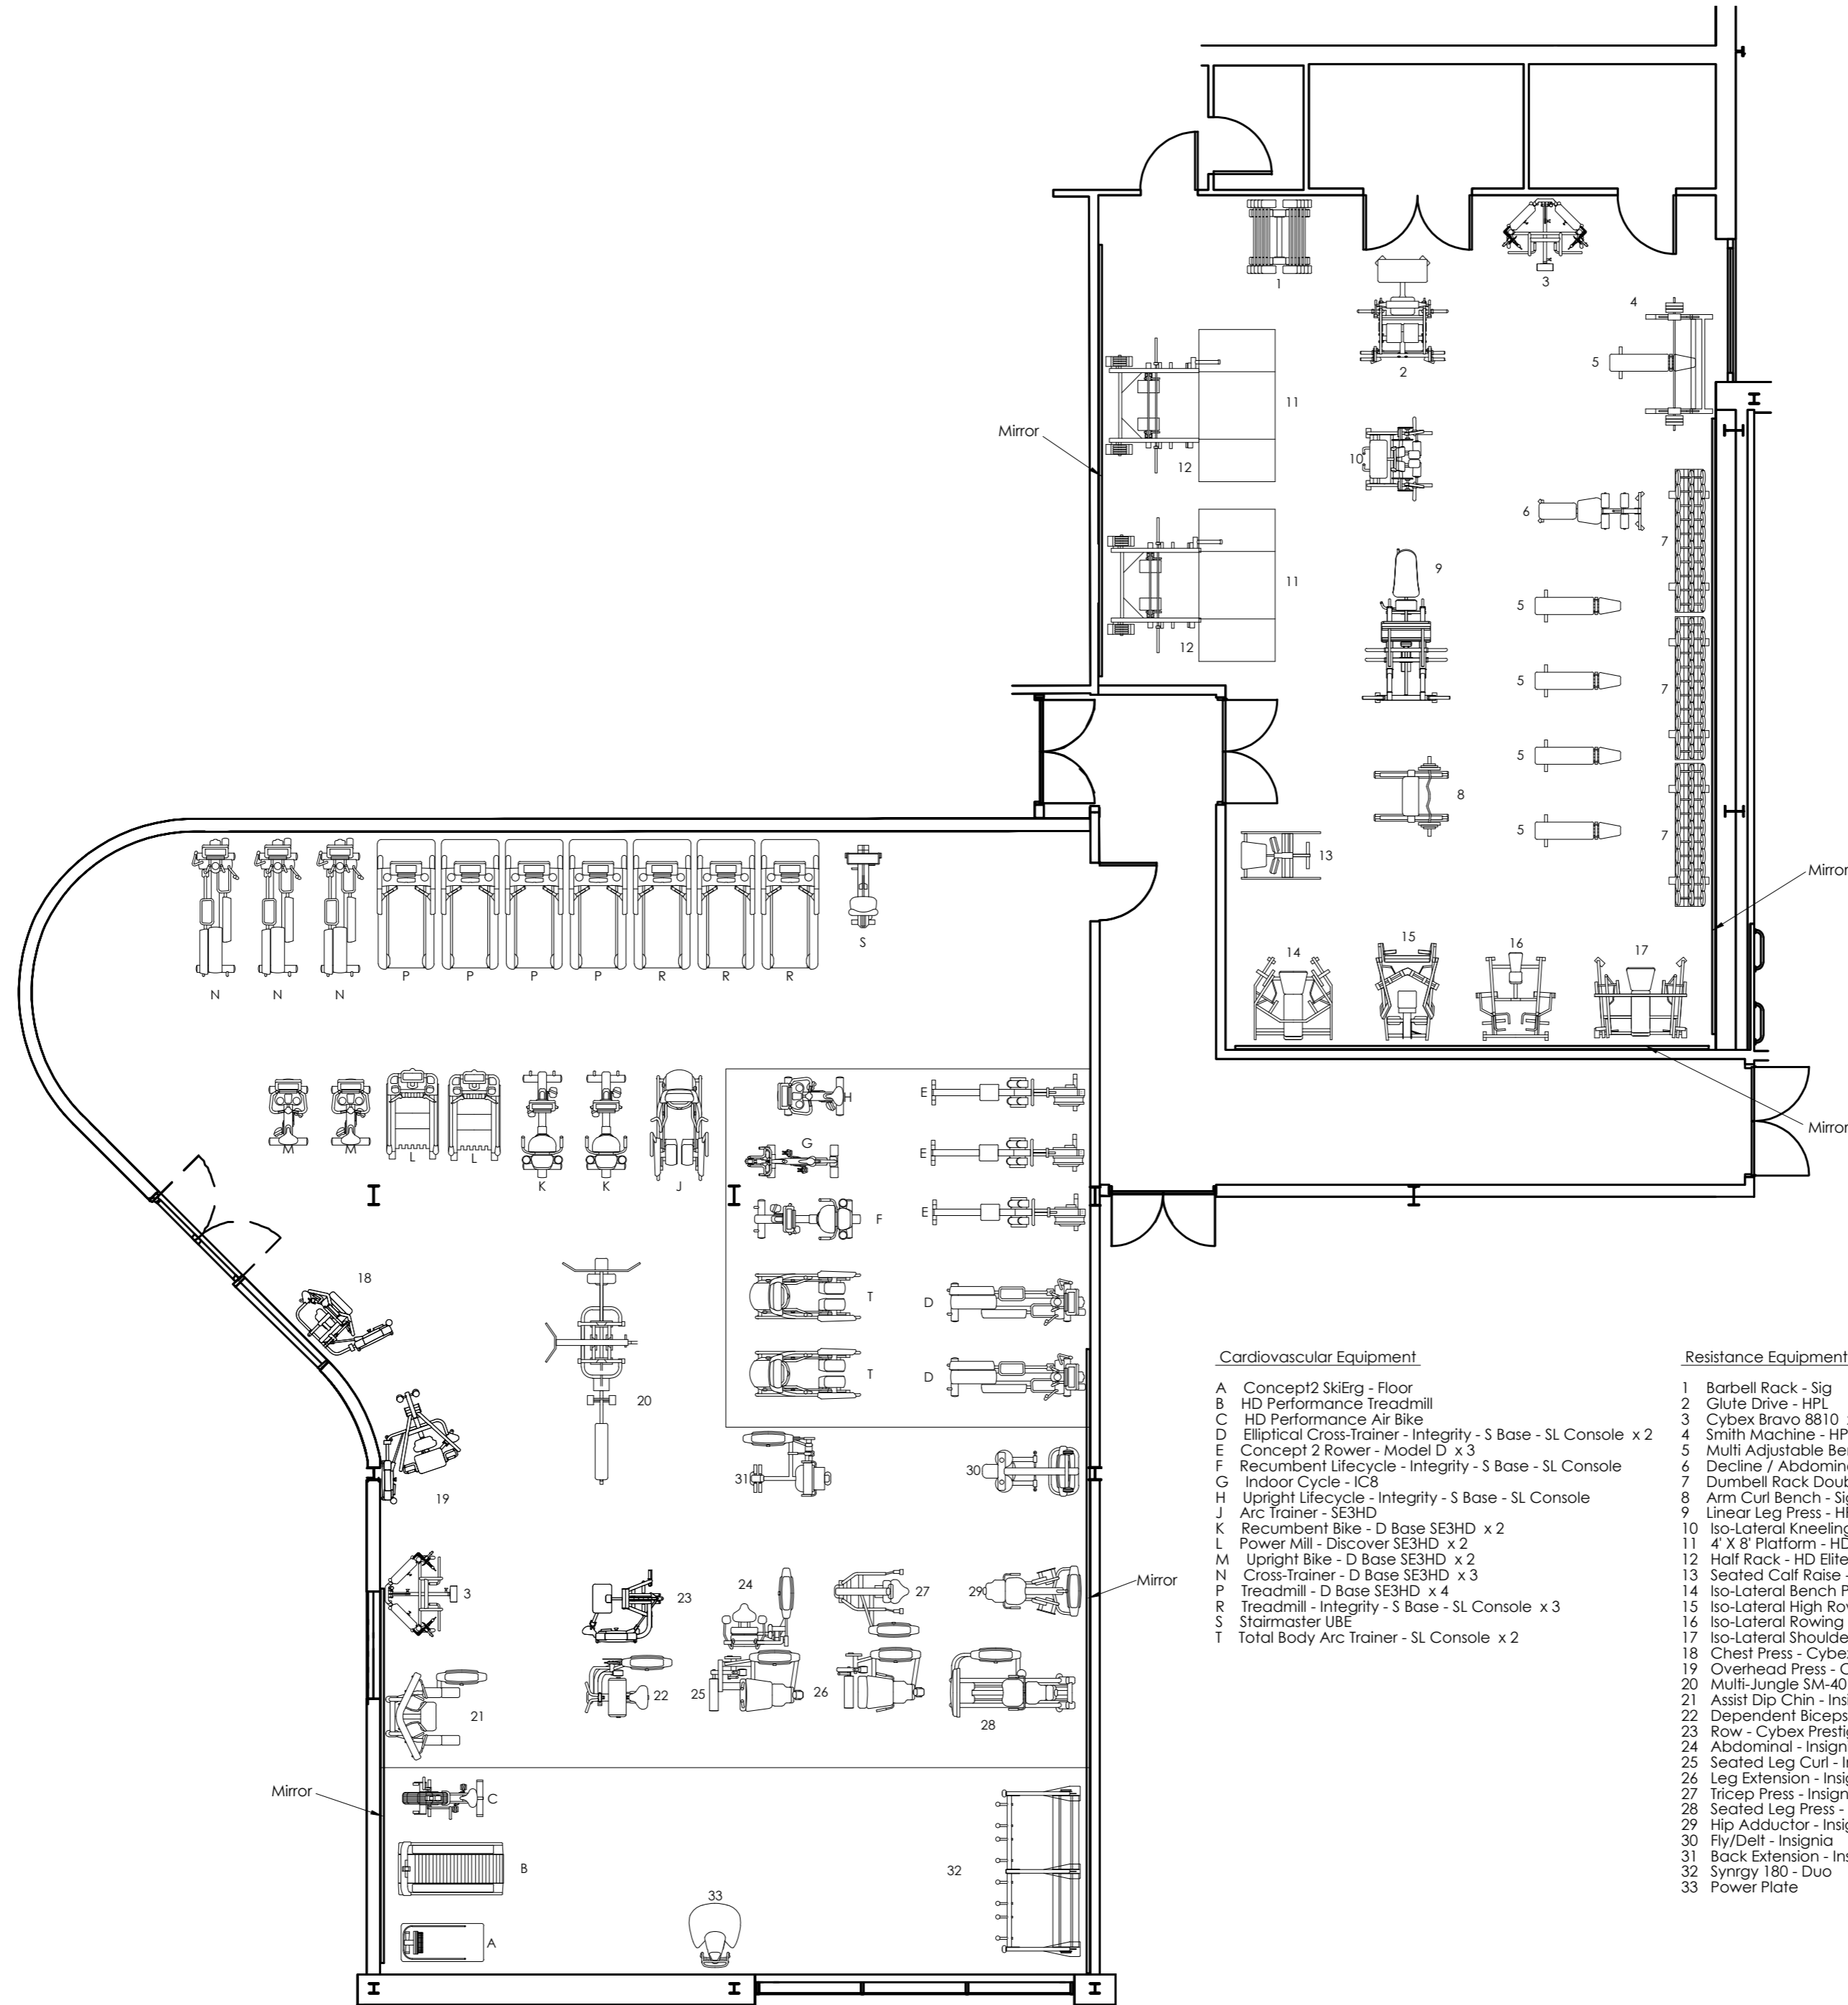 1
3
4
5
2
11
Mirror
12
10
6
7
9
11
5
12
5
7
5
8
5
7
13
Mirror
S
P P P P R R R
N N N
14
15
16
17
Mirror
H
E
G
M M L L
E
K K J
F
E
18
T
D
T
D
20
31
30
19
23
24
27
29
Mirror
3
22
25
26
28
21
Mirror
C
B
32
33
A
Cardiovascular Equipment
A Concept2 SkiErg - Floor
B HD Performance Treadmill
C HD Performance Air Bike
D Elliptical Cross-Trainer - Integrity - S Base - SL Console x 2
E Concept 2 Rower - Model D x 3
F Recumbent Lifecycle - Integrity - S Base - SL Console
G Indoor Cycle - IC8
H Upright Lifecycle - Integrity - S Base - SL Console
J Arc Trainer - SE3HD
K Recumbent Bike - D Base SE3HD x 2
L Power Mill - Discover SE3HD x 2
M Upright Bike - D Base SE3HD x 2
N Cross-Trainer - D Base SE3HD x 3
P Treadmill - D Base SE3HD x 4
R Treadmill - Integrity - S Base - SL Console x 3
S Stairmaster UBE
T Total Body Arc Trainer - SL Console x 2
Resistance Equipment
1 Barbell Rack - Sig
2 Glute Drive - HPL
3 Cybex Bravo 8810
4 Smith Machine - HP
5 Multi Adjustable Be
6 Decline / Abdomin
7 Dumbell Rack Doub
8 Arm Curl Bench - Si
9 Linear Leg Press - H
10 Iso-Lateral Kneeling
11 4' X 8' Platform - HD
12 Half Rack - HD Elite
13 Seated Calf Raise -
14 Iso-Lateral Bench P
15 Iso-Lateral High Ro
16 Iso-Lateral Rowing
17 Iso-Lateral Shoulde
18 Chest Press - Cybe
19 Overhead Press - C
20 Multi-Jungle SM-40
21 Assist Dip Chin - Ins
22 Dependent Biceps
23 Row - Cybex Presti
24 Abdominal - Insign
25 Seated Leg Curl - I
26 Leg Extension - Insi
27 Tricep Press - Insign
28 Seated Leg Press -
29 Hip Adductor - Insi
30 Fly/Delt - Insignia
31 Back Extension - Ins
32 Synrgy 180 - Duo
33 Power Plate